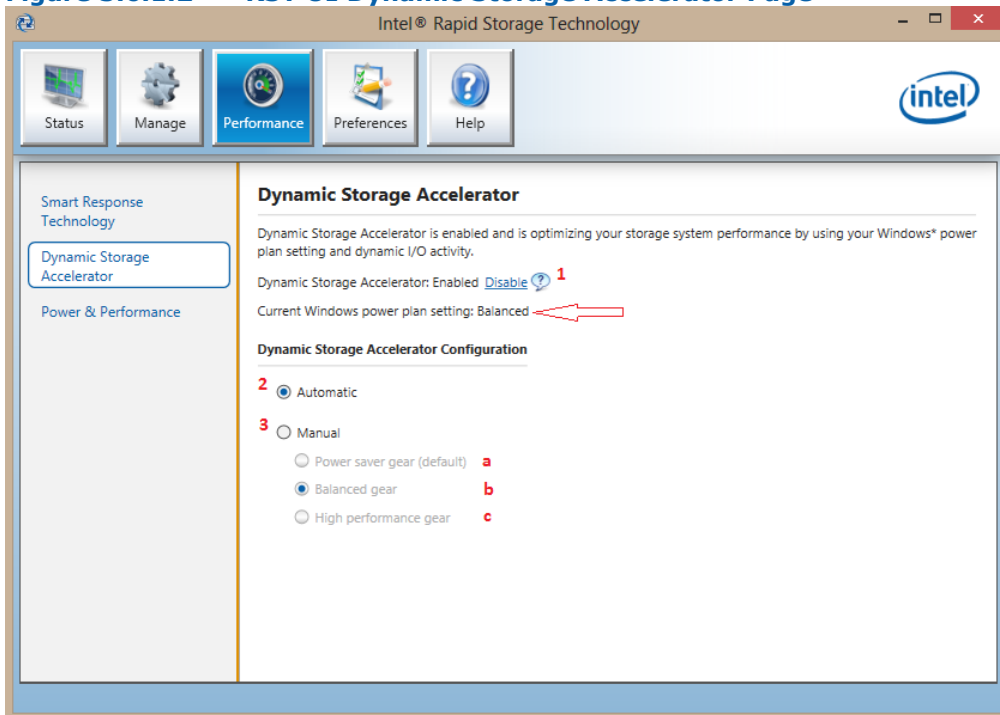 Intel® Rapid Storage Technology
Status
Manage
Performance
Preferences
Help
intel
Smart Response
Technology
Dynamic Storage
Accelerator
Power & Performance
Dynamic Storage Accelerator
Dynamic Storage Accelerator is enabled and is optimizing your storage system performance by using your Windows* power
plan setting and dynamic I/O activity.
Dynamic Storage Accelerator: Enabled Disable ? 1
Current Windows power plan setting: Balanced
Dynamic Storage Accelerator Configuration
2 Automatic
3 Manual
Power saver gear (default) a
Balanced gear b
High performance gear c